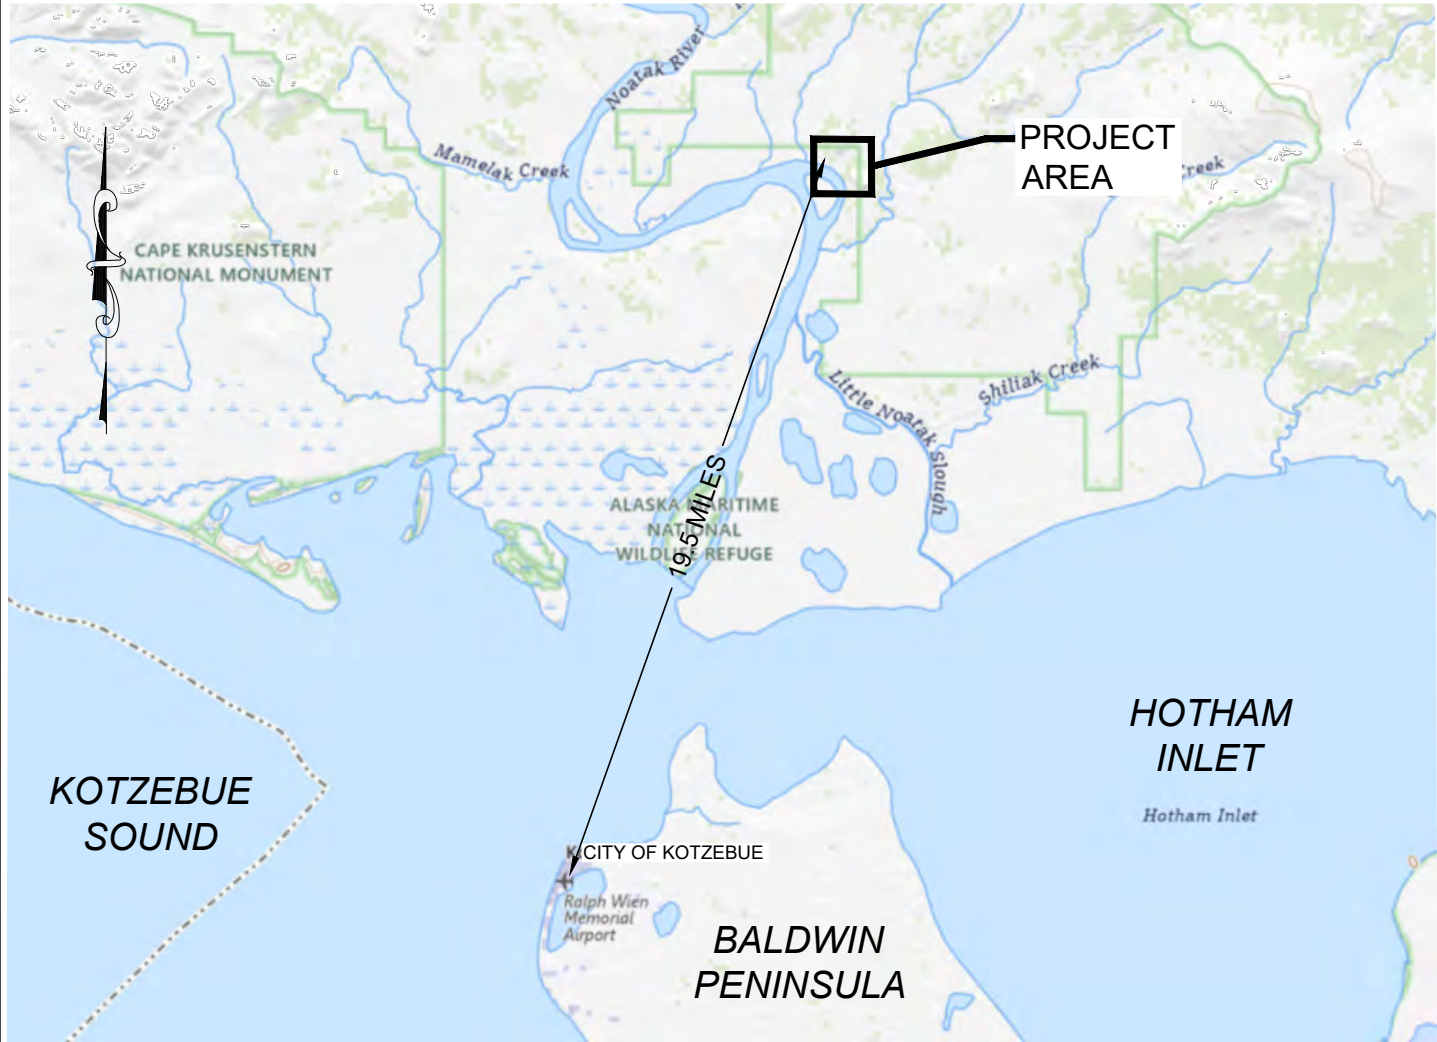 Noatak River
PROJECT
AREA
Mamelak Creek
Creek
CAPE KRUSENSTERN
NATIONAL MONUMENT
Shiliak Creek
Little Noatak Slough
19.5 MILES
ALASKA MARITIME
NATIONAL
WILDLIFE REFUGE
HOTHAM
INLET
Hotham Inlet
KOTZEBUE
SOUND
K
CITY OF KOTZEBUE
Ralph Wien
Memorial
Airport
BALDWIN
PENINSULA